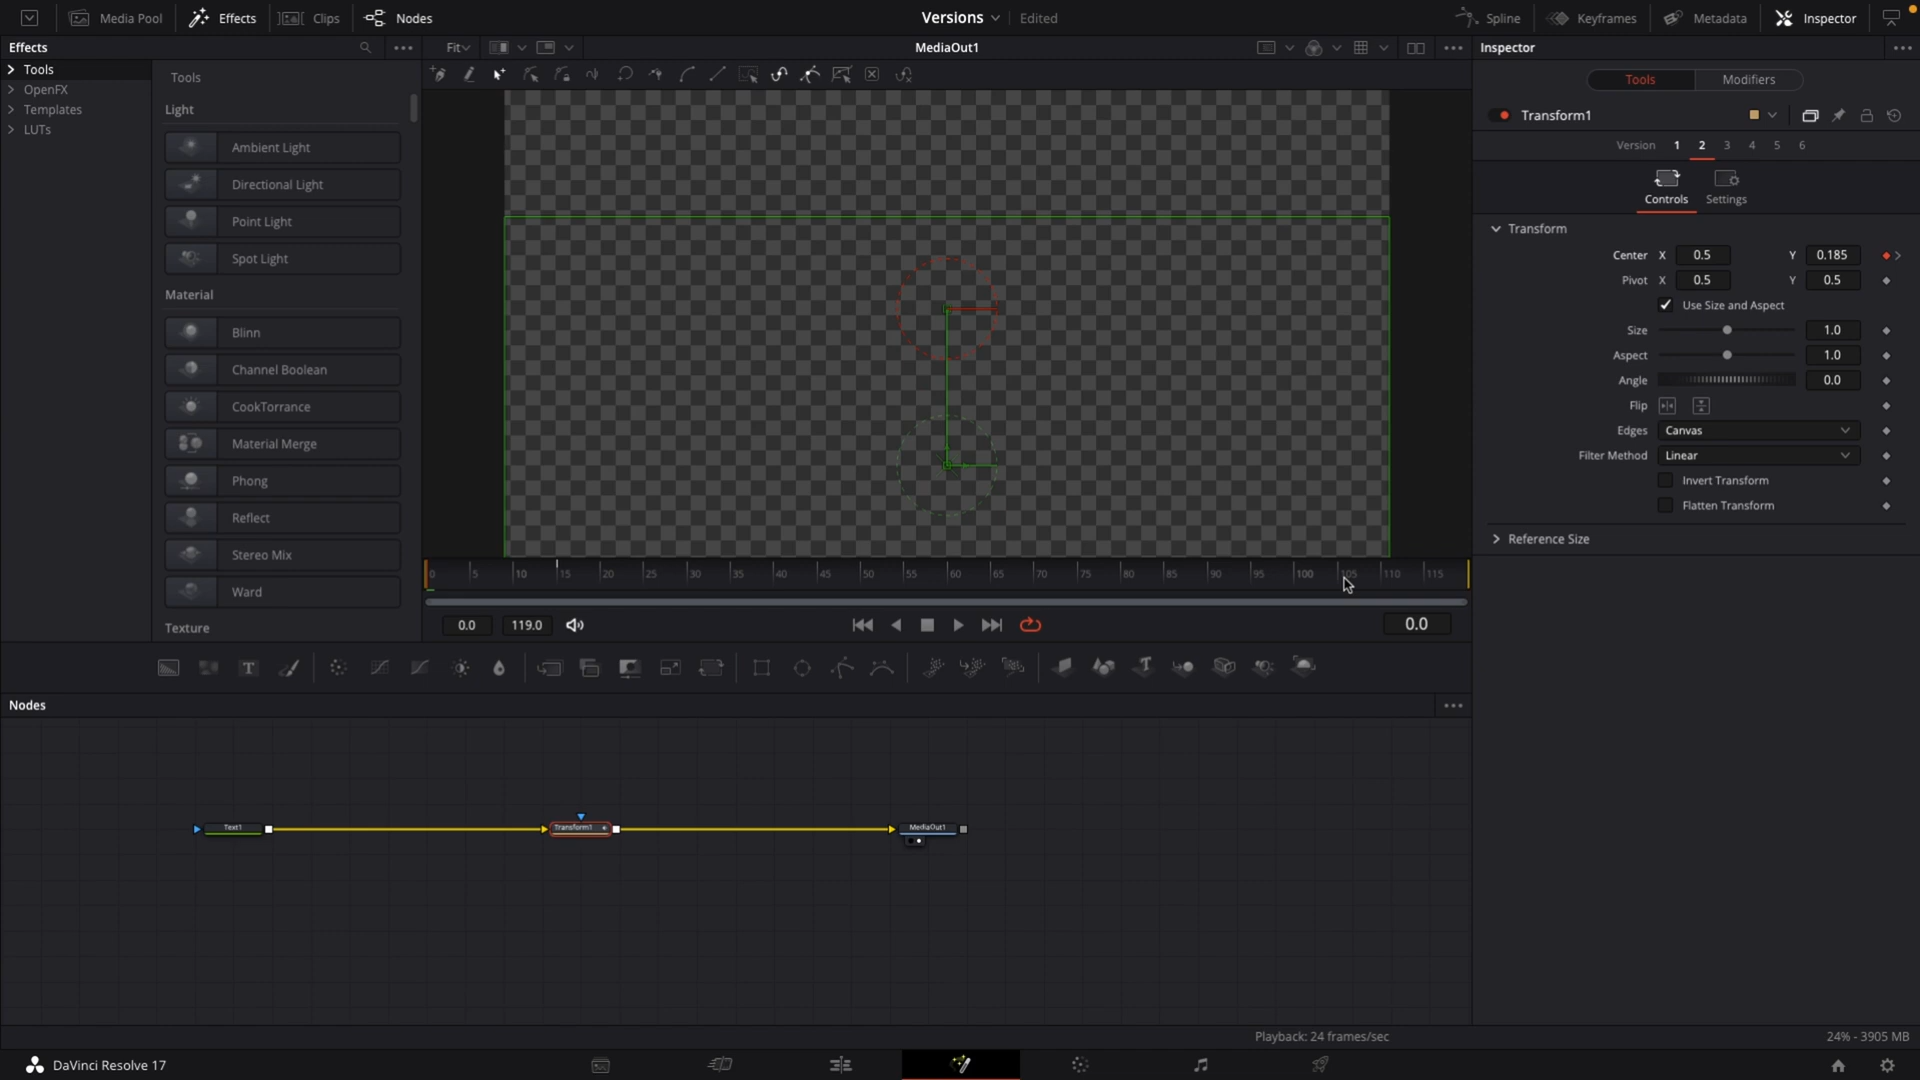 Media Pool Effects Clips Nodes Versions Edited Spline Keyframes Metadata Inspector
Effects Fit MediaOut1 Inspector
Tools
OpenFX
Templates
LUTs
Tools
Light
Ambient Light
Directional Light
Point Light
Spot Light
Material
Blinn
Channel Boolean
CookTorrance
Material Merge
Phong
Reflect
Stereo Mix
Ward
Texture
0 5 10 15 20 25 30 35 40 45 50 55 60 65 70 75 80 85 90 95 100 105 110 115
0.0 119.0 0.0
Tools Modifiers
Transform1
Version 1 2 3 4 5 6
Controls Settings
Transform
Center X 0.5 Y 0.185
Pivot X 0.5 Y 0.5
Use Size and Aspect
Size 1.0
Aspect 1.0
Angle 0.0
Flip
Edges Canvas
Filter Method Linear
Invert Transform
Flatten Transform
Reference Size
Nodes
Text1 Transform1 MediaOut1
Playback: 24 frames/sec 24% - 3905 MB
DaVinci Resolve 17